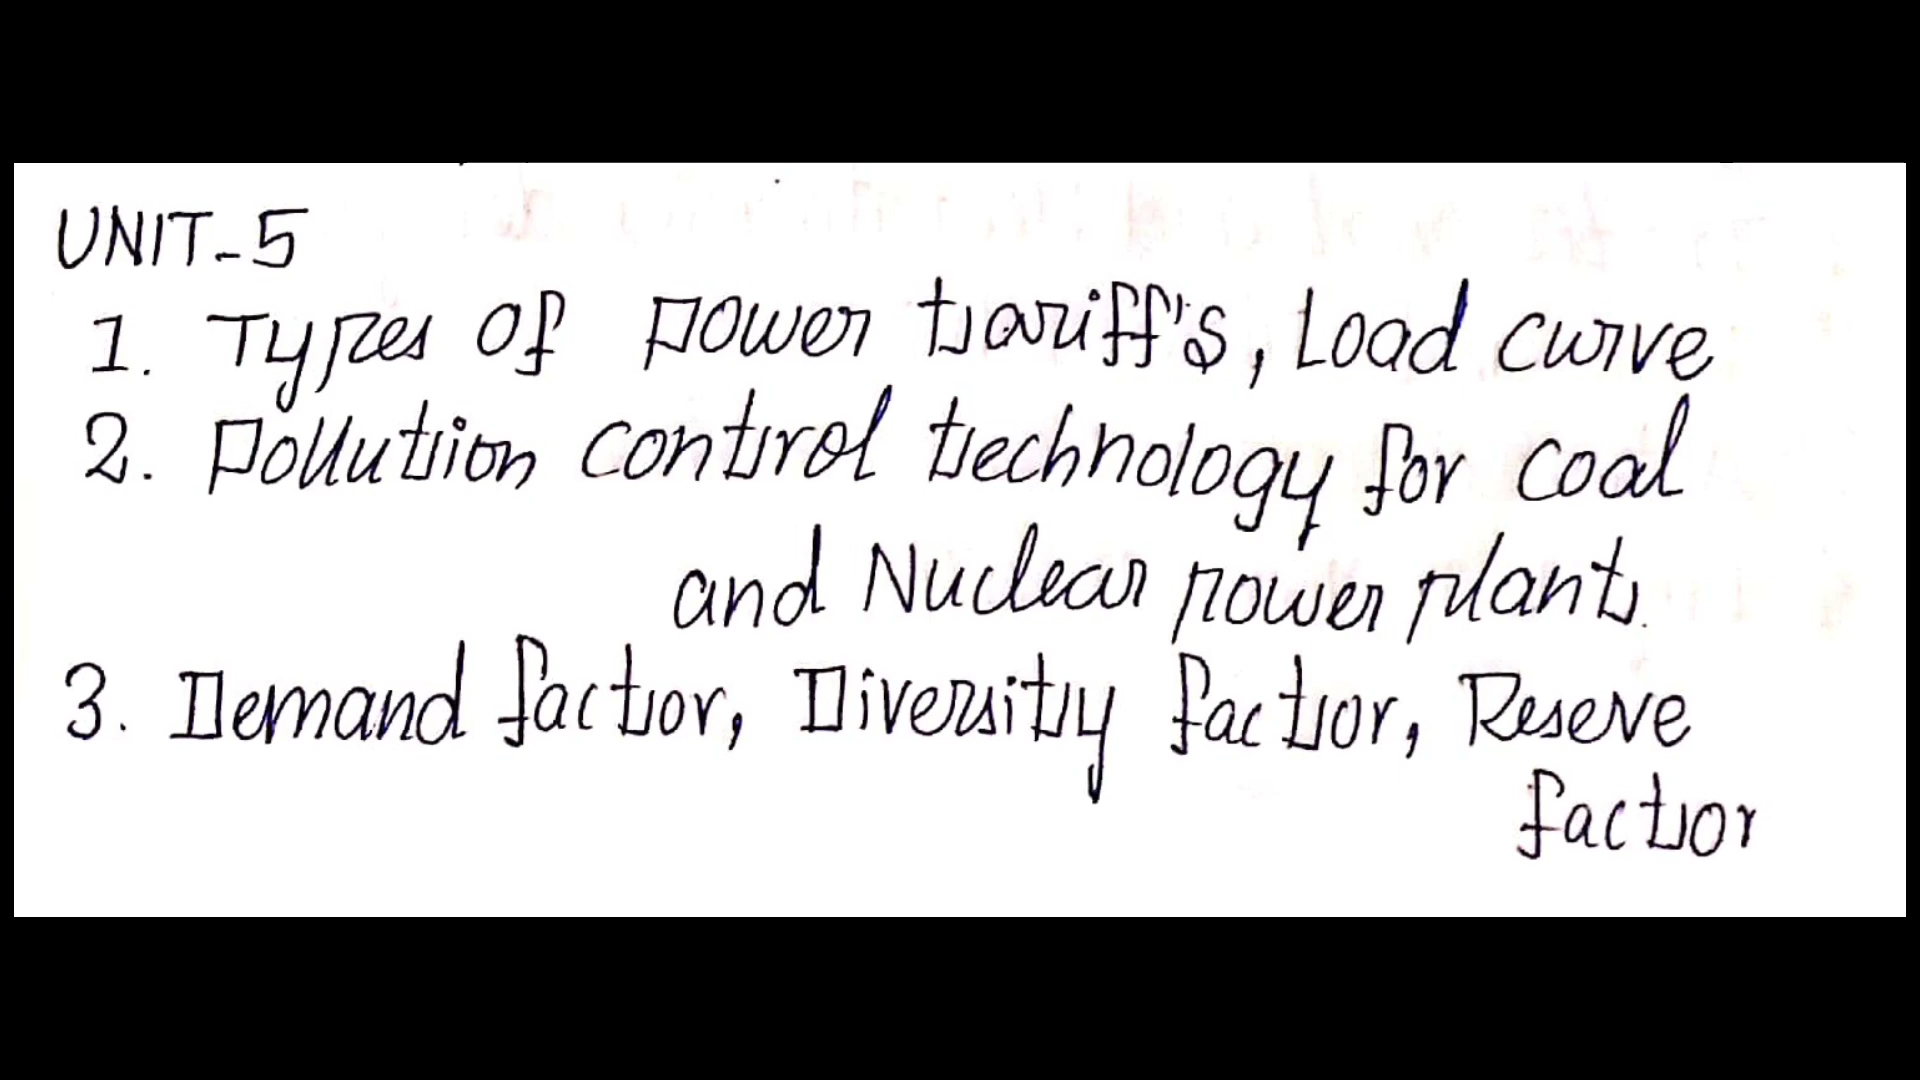 UNIT-5
1. Types of power tariff's, Load curve
2. Pollution control technology for coal
and Nuclear power plant.
3. Demand factor, Diversity factor, Reserve
factor